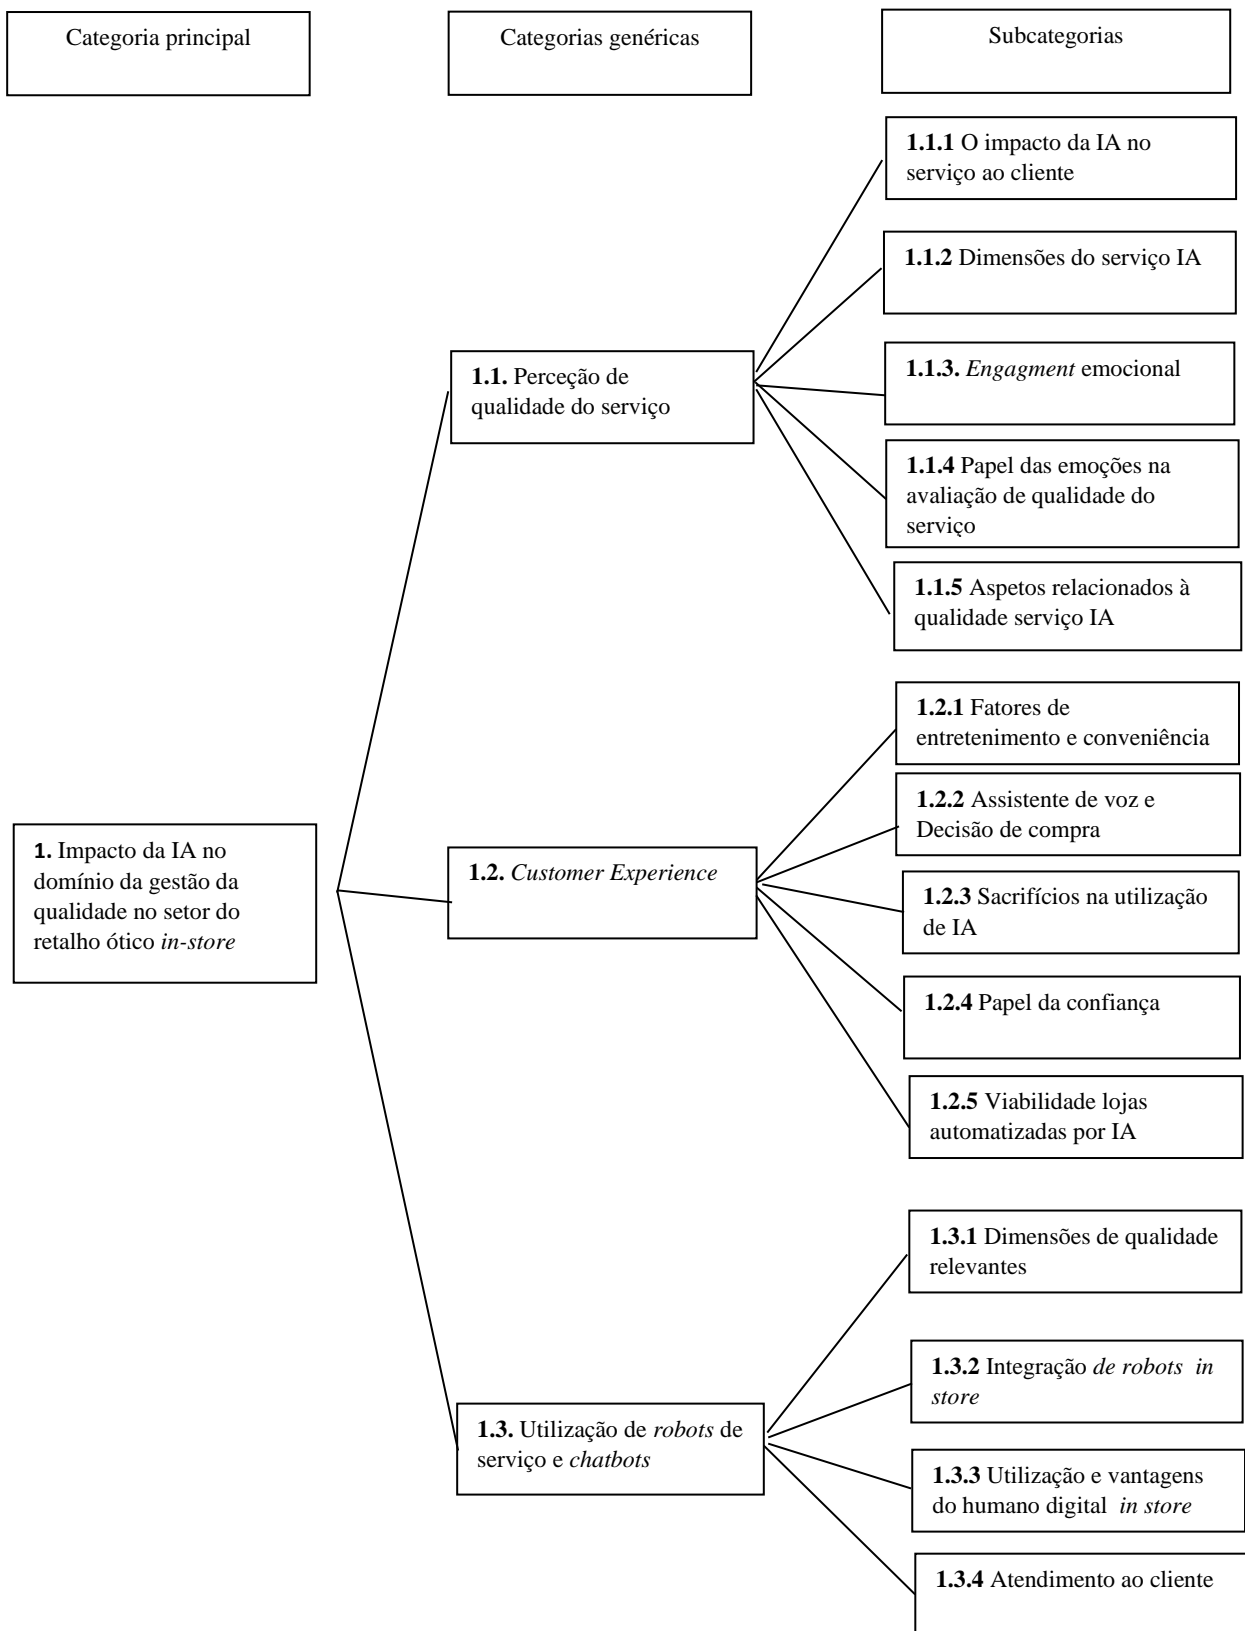 Categoria principal
Categorias genéricas
Subcategorias
1.1.1 O impacto da IA no
serviço ao cliente
1.1.2 Dimensões do serviço IA
1.1. Perceção de
qualidade do serviço
1.1.3. Engagment emocional
1.1.4 Papel das emoções na
avaliação de qualidade do
serviço
1.1.5 Aspetos relacionados à
qualidade serviço IA
1.2.1 Fatores de
entretenimento e conveniência
1.2.2 Assistente de voz e
Decisão de compra
1. Impacto da IA no
domínio da gestão da
qualidade no setor do
retalho ótico in-store
1.2. Customer Experience
1.2.3 Sacrifícios na utilização
de IA
1.2.4 Papel da confiança
1.2.5 Viabilidade lojas
automatizadas por IA
1.3.1 Dimensões de qualidade
relevantes
1.3.2 Integração de robots in
store
1.3. Utilização de robots de
serviço e chatbots
1.3.3 Utilização e vantagens
do humano digital in store
1.3.4 Atendimento ao cliente